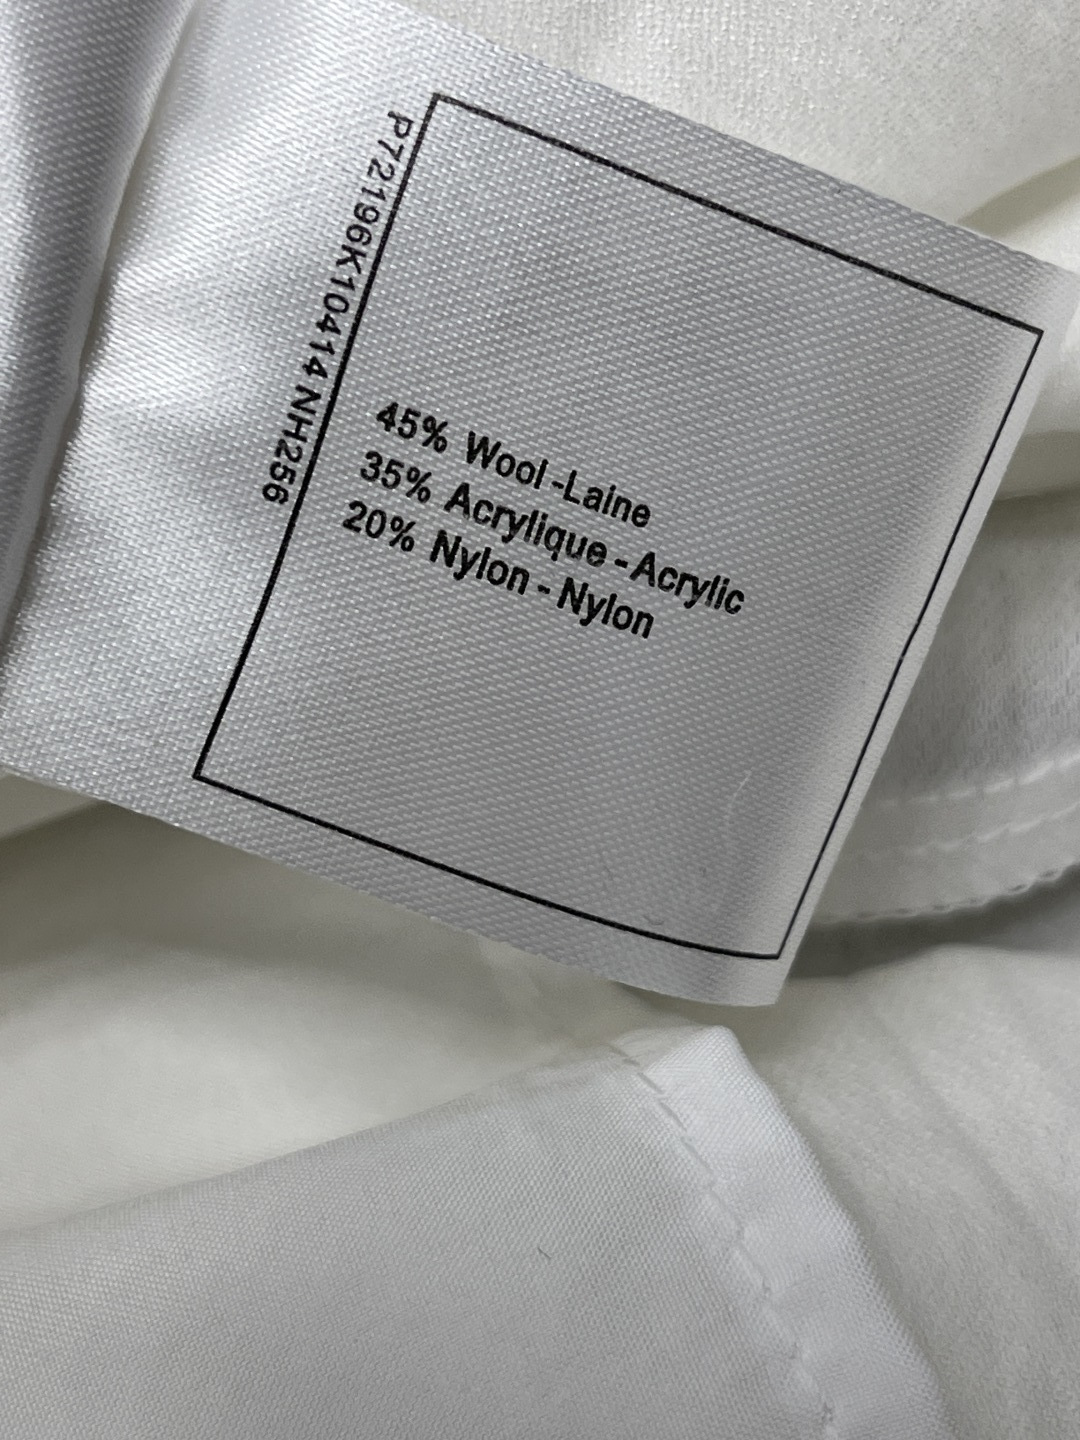 P72196K10414 NH256
45% Wool-Laine
35% Acrylique - Acrylic
20% Nylon - Nylon